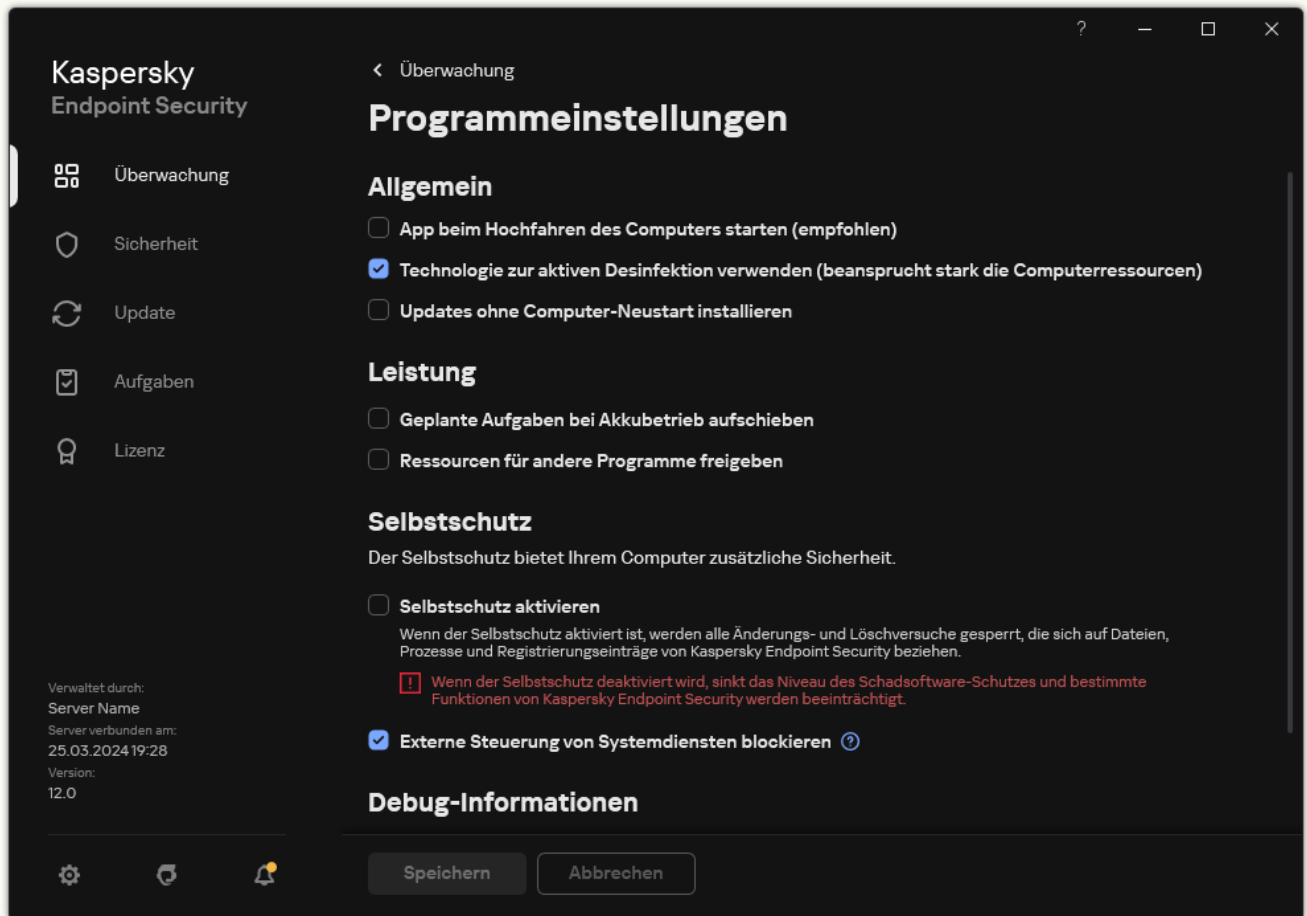 ?
Kaspersky
Endpoint Security
Überwachung
Sicherheit
Update
Aufgaben
Lizenz
Verwaltet durch:
Server Name
Server verbunden am:
25.03.2024 19:28
Version:
12.0
Überwachung
Programmeinstellungen
Allgemein
App beim Hochfahren des Computers starten (empfohlen)
Technologie zur aktiven Desinfektion verwenden (beansprucht stark die Computerressourcen)
Updates ohne Computer-Neustart installieren
Leistung
Geplante Aufgaben bei Akkubetrieb aufschieben
Ressourcen für andere Programme freigeben
Selbstschutz
Der Selbstschutz bietet Ihrem Computer zusätzliche Sicherheit.
Selbstschutz aktivieren
Wenn der Selbstschutz aktiviert ist, werden alle Änderungs- und Löschversuche gesperrt, die sich auf Dateien,
Prozesse und Registrierungseinträge von Kaspersky Endpoint Security beziehen.
! Wenn der Selbstschutz deaktiviert wird, sinkt das Niveau des Schadsoftware-Schutzes und bestimmte
Funktionen von Kaspersky Endpoint Security werden beeinträchtigt.
Externe Steuerung von Systemdiensten blockieren ?
Debug-Informationen
Speichern
Abbrechen